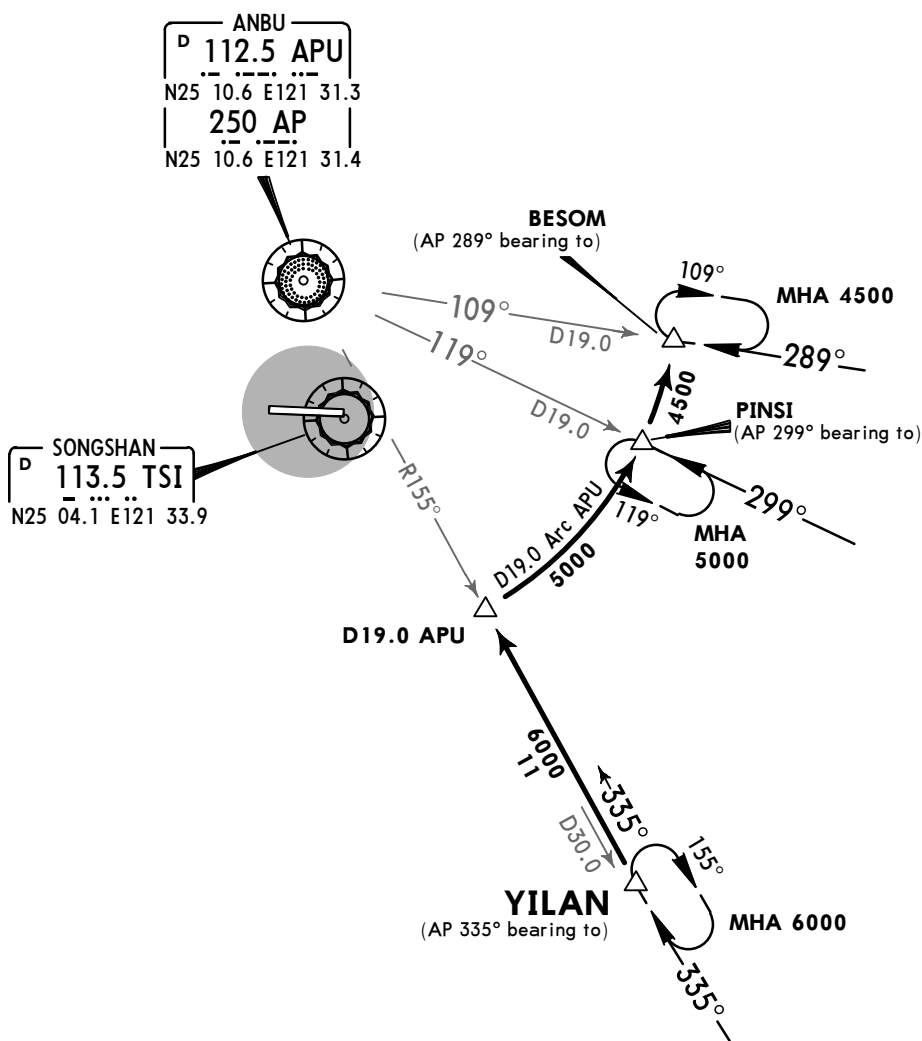 ANBU
D 112.5 APU
N25 10.6 E121 31.3
250 AP
N25 10.6 E121 31.4
BESOM
(AP 289° bearing to)
109°
MHA 4500
109°
D19.0
289°
119°
D19.0
4500
PINSI
(AP 299° bearing to)
SONGSHAN
D 113.5 TSI
N25 04.1 E121 33.9
R155°
D19.0 Arc APU
5000
119°
299°
MHA
5000
D19.0 APU
6000
11
335°
D30.0
155°
YILAN
(AP 335° bearing to)
MHA 6000
335°